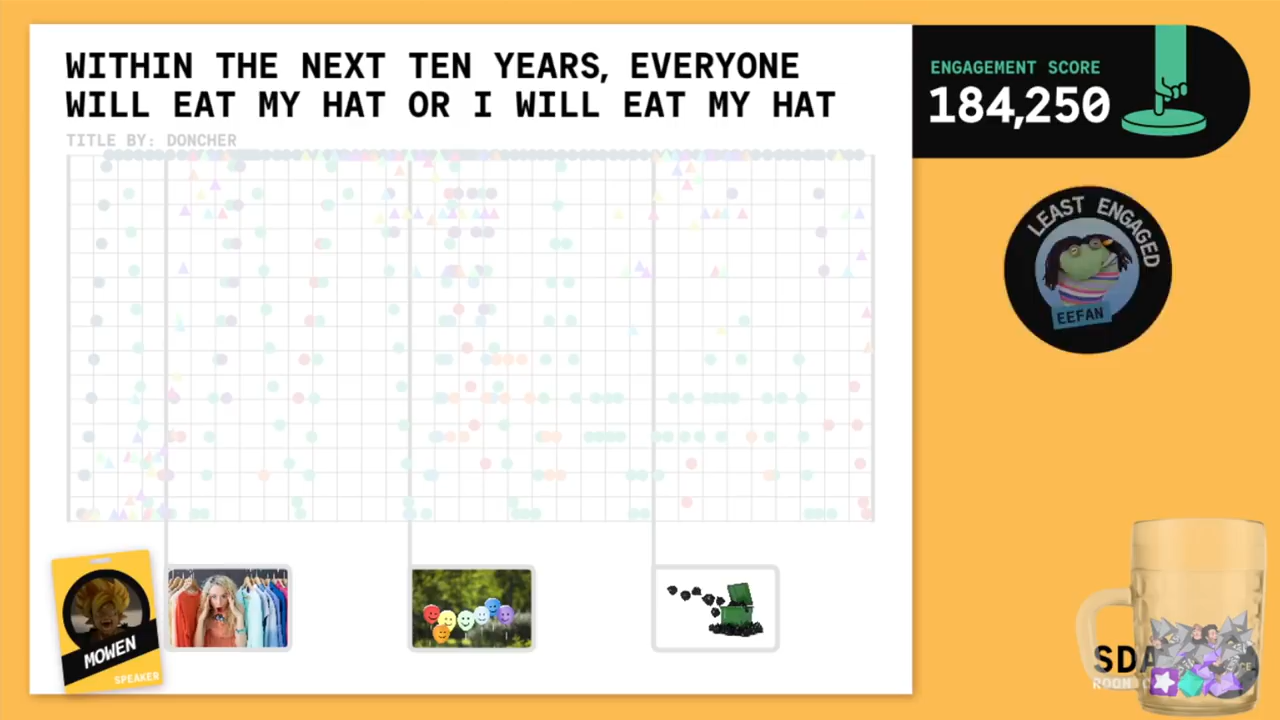 WITHIN THE NEXT TEN YEARS, EVERYONE
WILL EAT MY HAT OR I WILL EAT MY HAT
TITLE BY: DONCHER
ENGAGEMENT SCORE
184,250
LEAST ENGAGED
EEFAN
MOWEN
SPEAKER